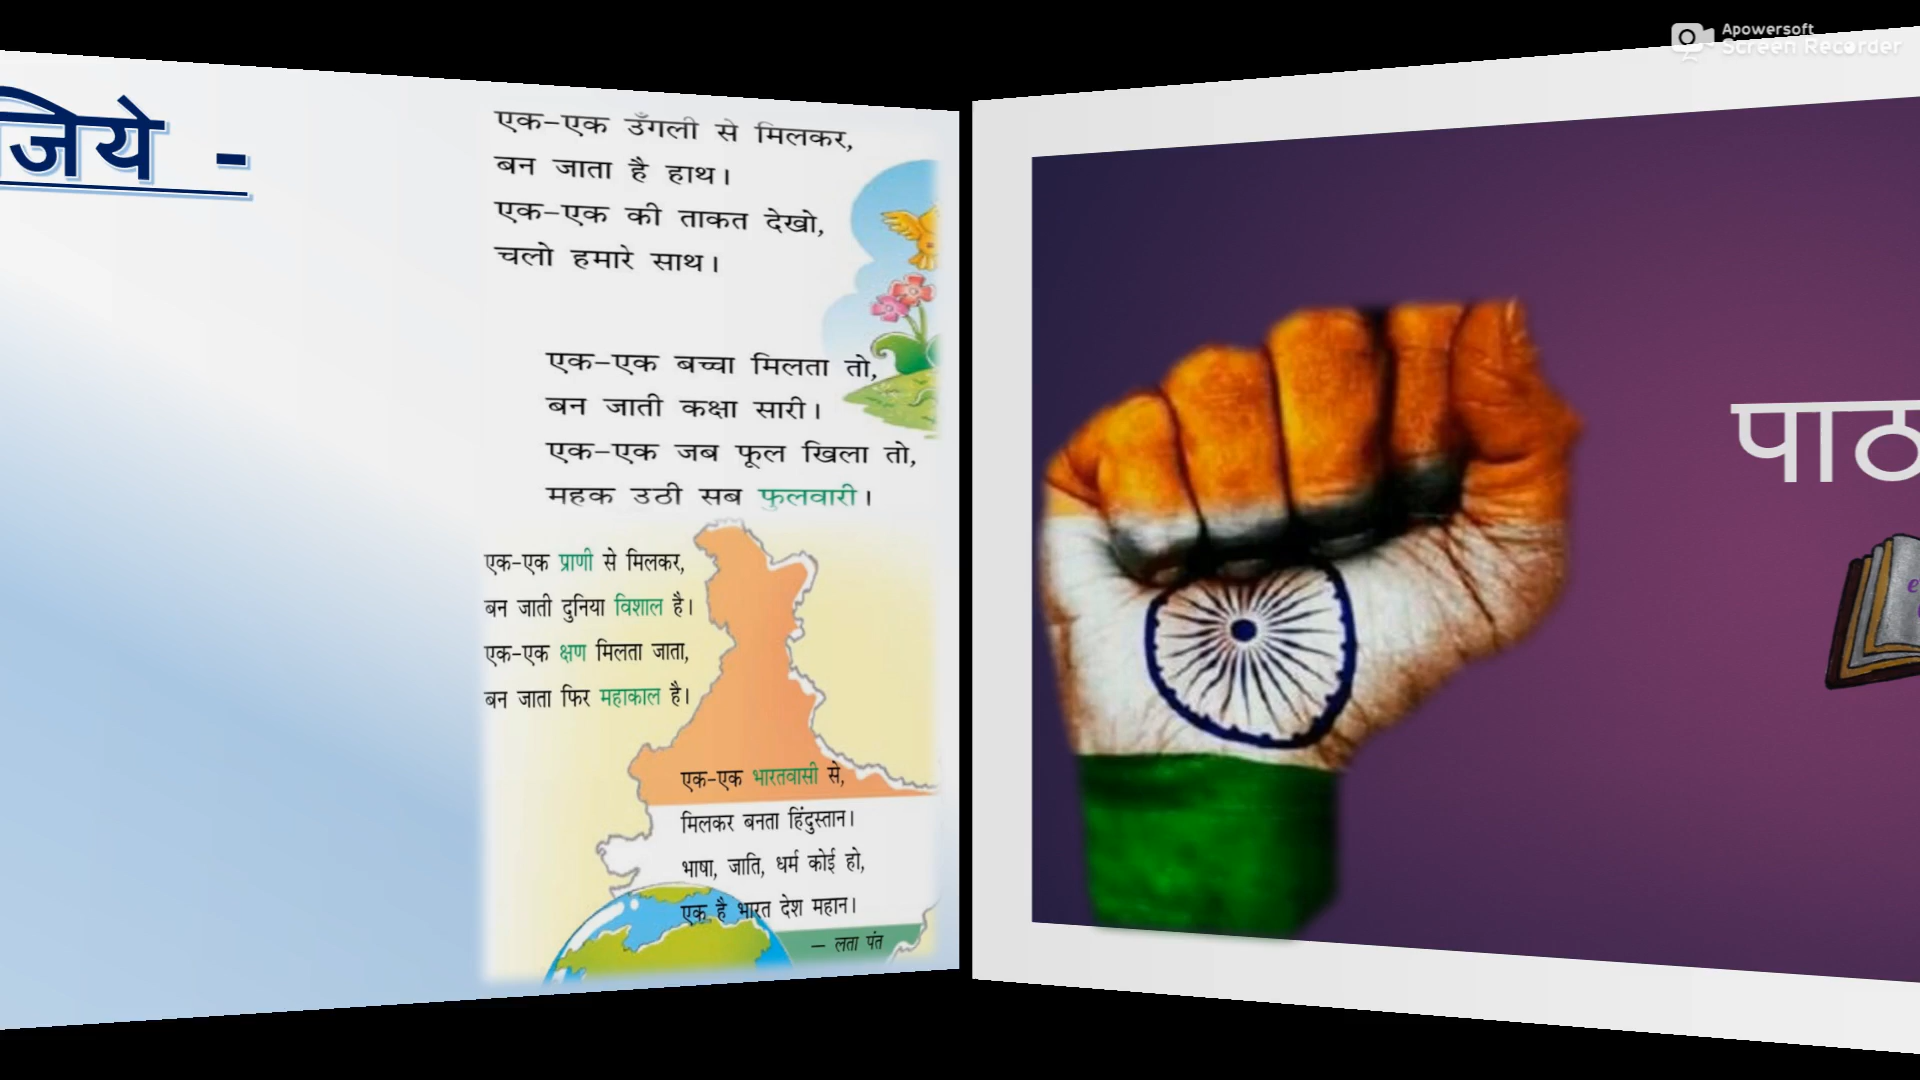 जिये -
एक–एक उँगली से मिलकर,
बन जाता है हाथ।
एक–एक की ताकत देखो,
चलो हमारे साथ।
एक–एक बच्चा मिलता तो,
बन जाती कक्षा सारी।
एक–एक जब फूल खिला तो,
महक उठी सब फुलवारी।
एक–एक प्राणी से मिलकर,
बन जाती दुनिया विशाल है।
एक–एक क्षण मिलता जाता,
बन जाता फिर महाकाल है।
एक–एक भारतवासी से,
मिलकर बनता हिंदुस्तान।
भाषा, जाति, धर्म कोई हो,
एक है भारत देश महान।
– लता पंत
पाठ
Apowersoft
Screen Recorder